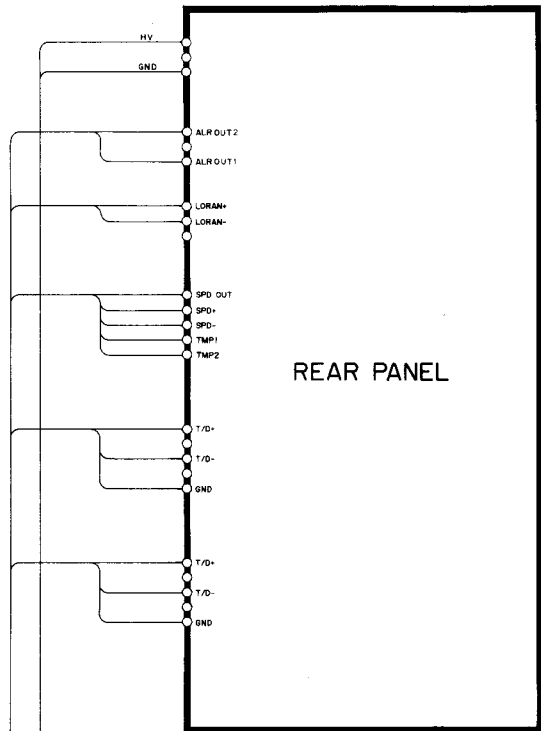 HV
GND
ALR OUT2
ALR OUT1
LORAN+
LORAN-
SPD OUT
SPD+
SPD-
TMP1
TMP2
REAR PANEL
T/D+
T/D-
GND
T/D+
T/D-
GND